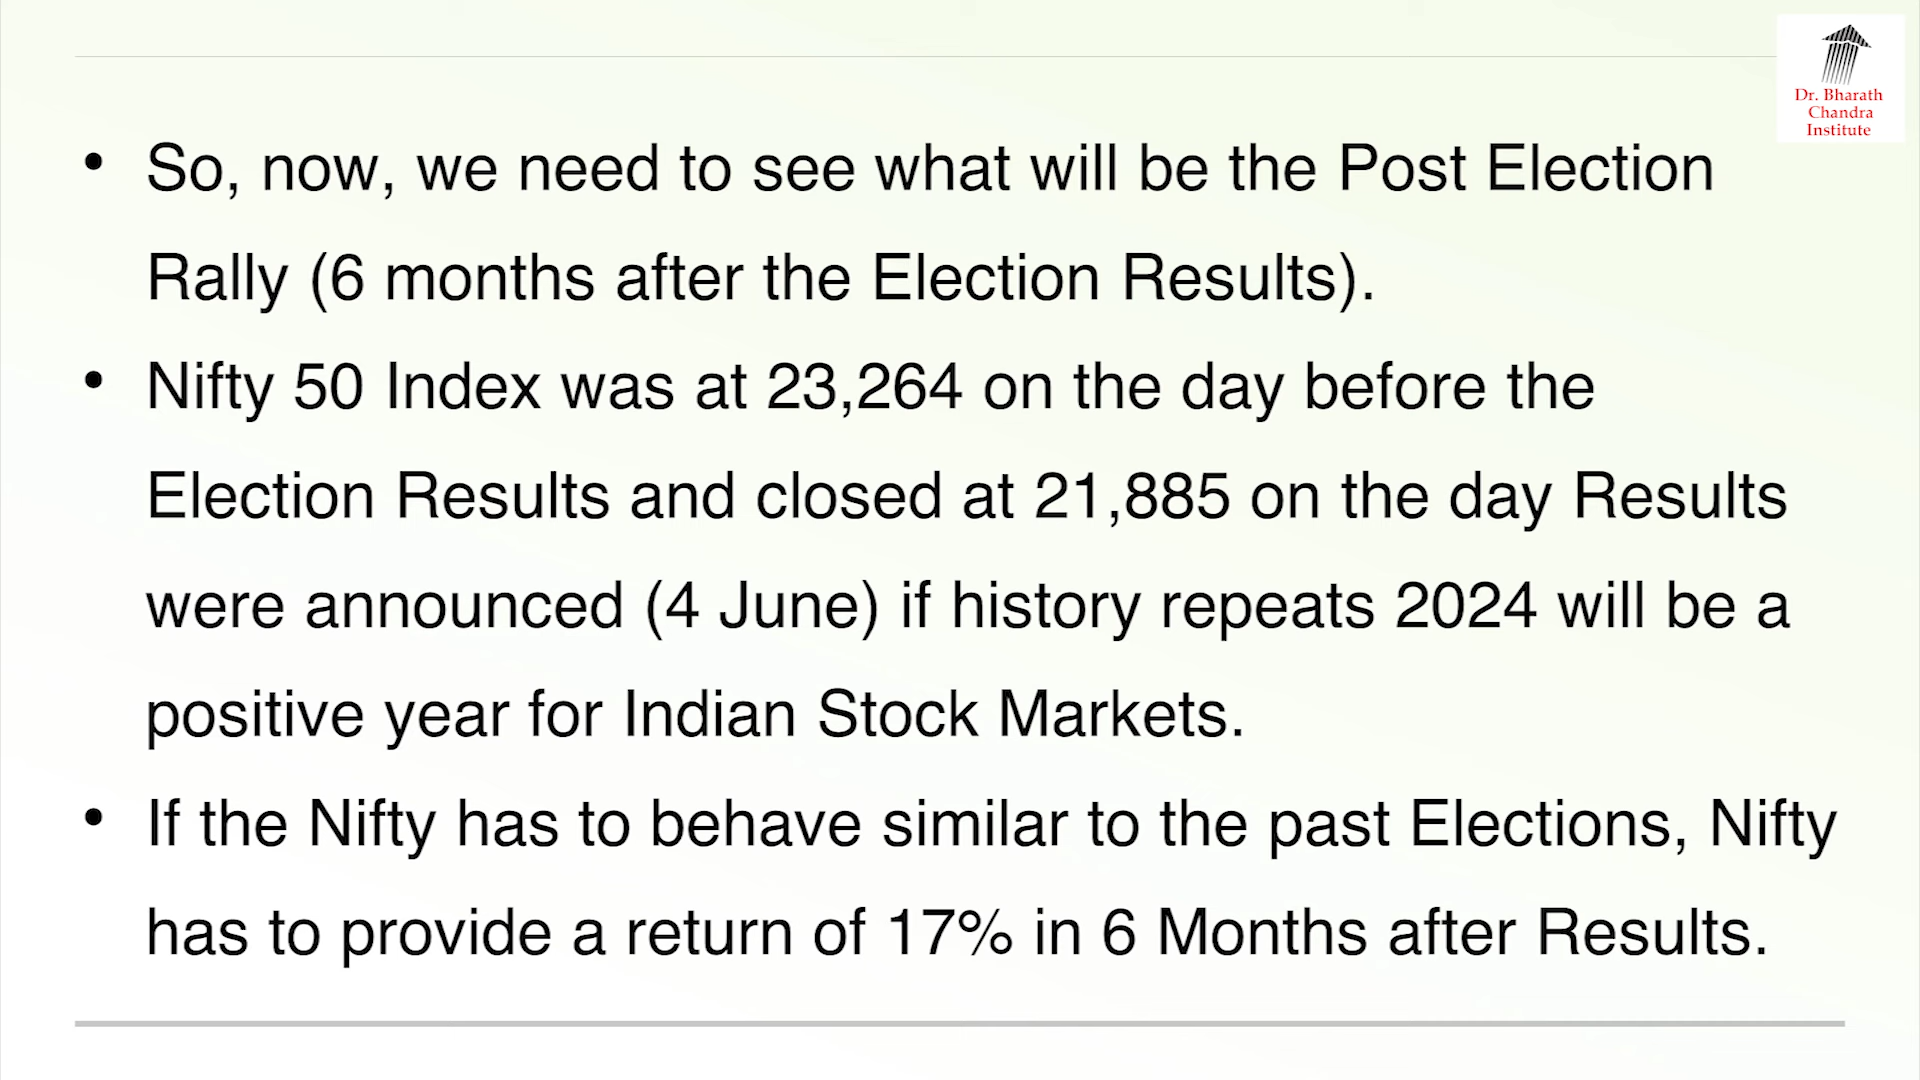 Dr. Bharath
Chandra
Institute
• So, now, we need to see what will be the Post Election
Rally (6 months after the Election Results).
• Nifty 50 Index was at 23,264 on the day before the
Election Results and closed at 21,885 on the day Results
were announced (4 June) if history repeats 2024 will be a
positive year for Indian Stock Markets.
• If the Nifty has to behave similar to the past Elections, Nifty
has to provide a return of 17% in 6 Months after Results.